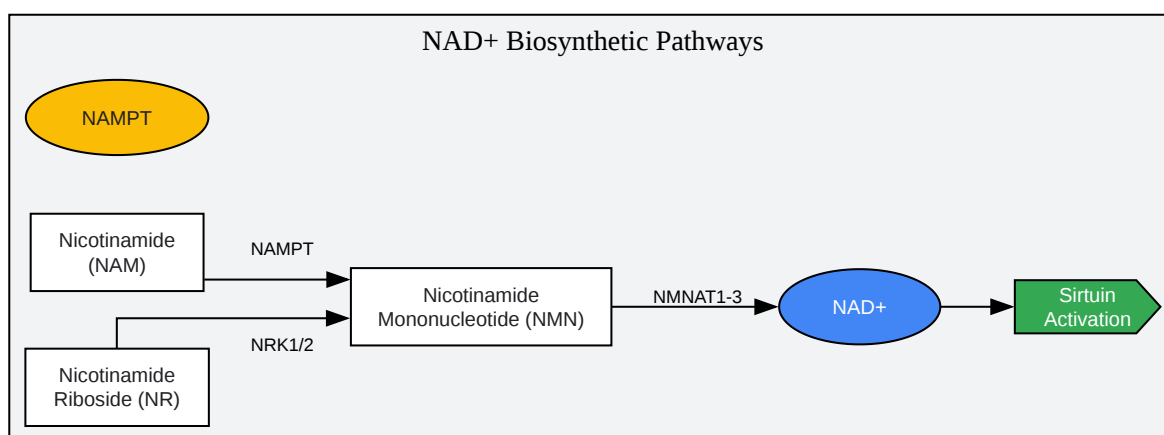 NAD+ Biosynthetic Pathways
NAMPT
Nicotinamide
(NAM)
NAMPT
Nicotinamide
Mononucleotide (NMN)
NMNAT1-3
NAD+
Sirtuin
Activation
NRK1/2
Nicotinamide
Riboside (NR)